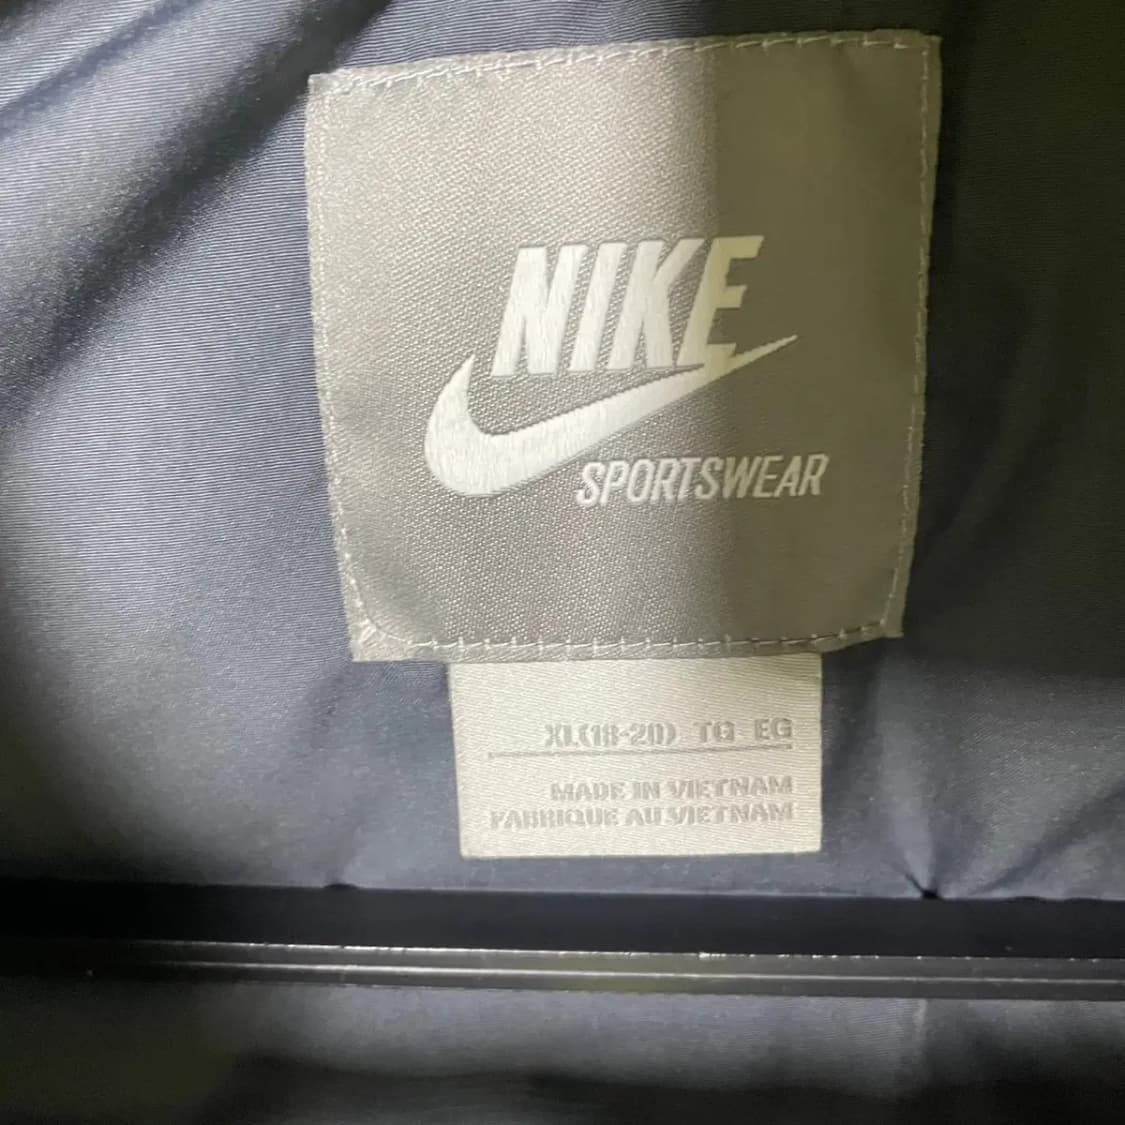 NIKE
SPORTSWEAR
XL(18-20) TG EG
MADE IN VIETNAM
FABRIQUE AU VIETNAM